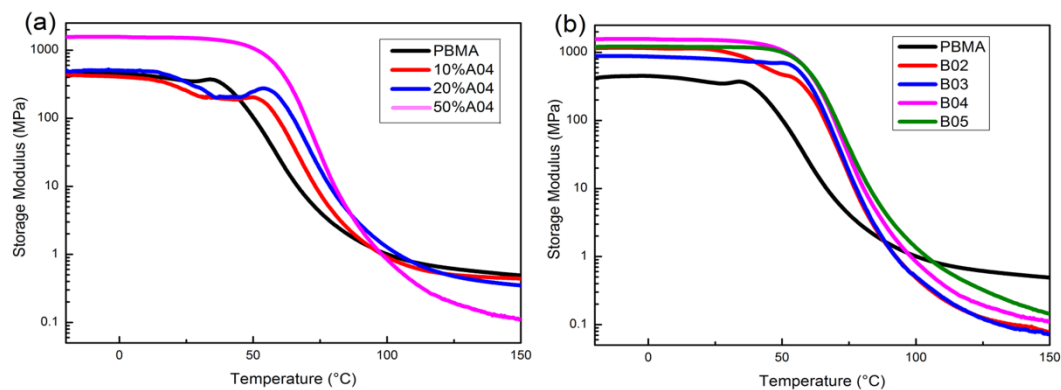 (a)
PBMA
10%A04
20%A04
50%A04
1000
100
10
1
0.1
0
50
100
150
Storage Modulus (MPa)
Temperature (°C)
(b)
PBMA
B02
B03
B04
B05
1000
100
10
1
0.1
0
50
100
150
Storage Modulus (MPa)
Temperature (°C)